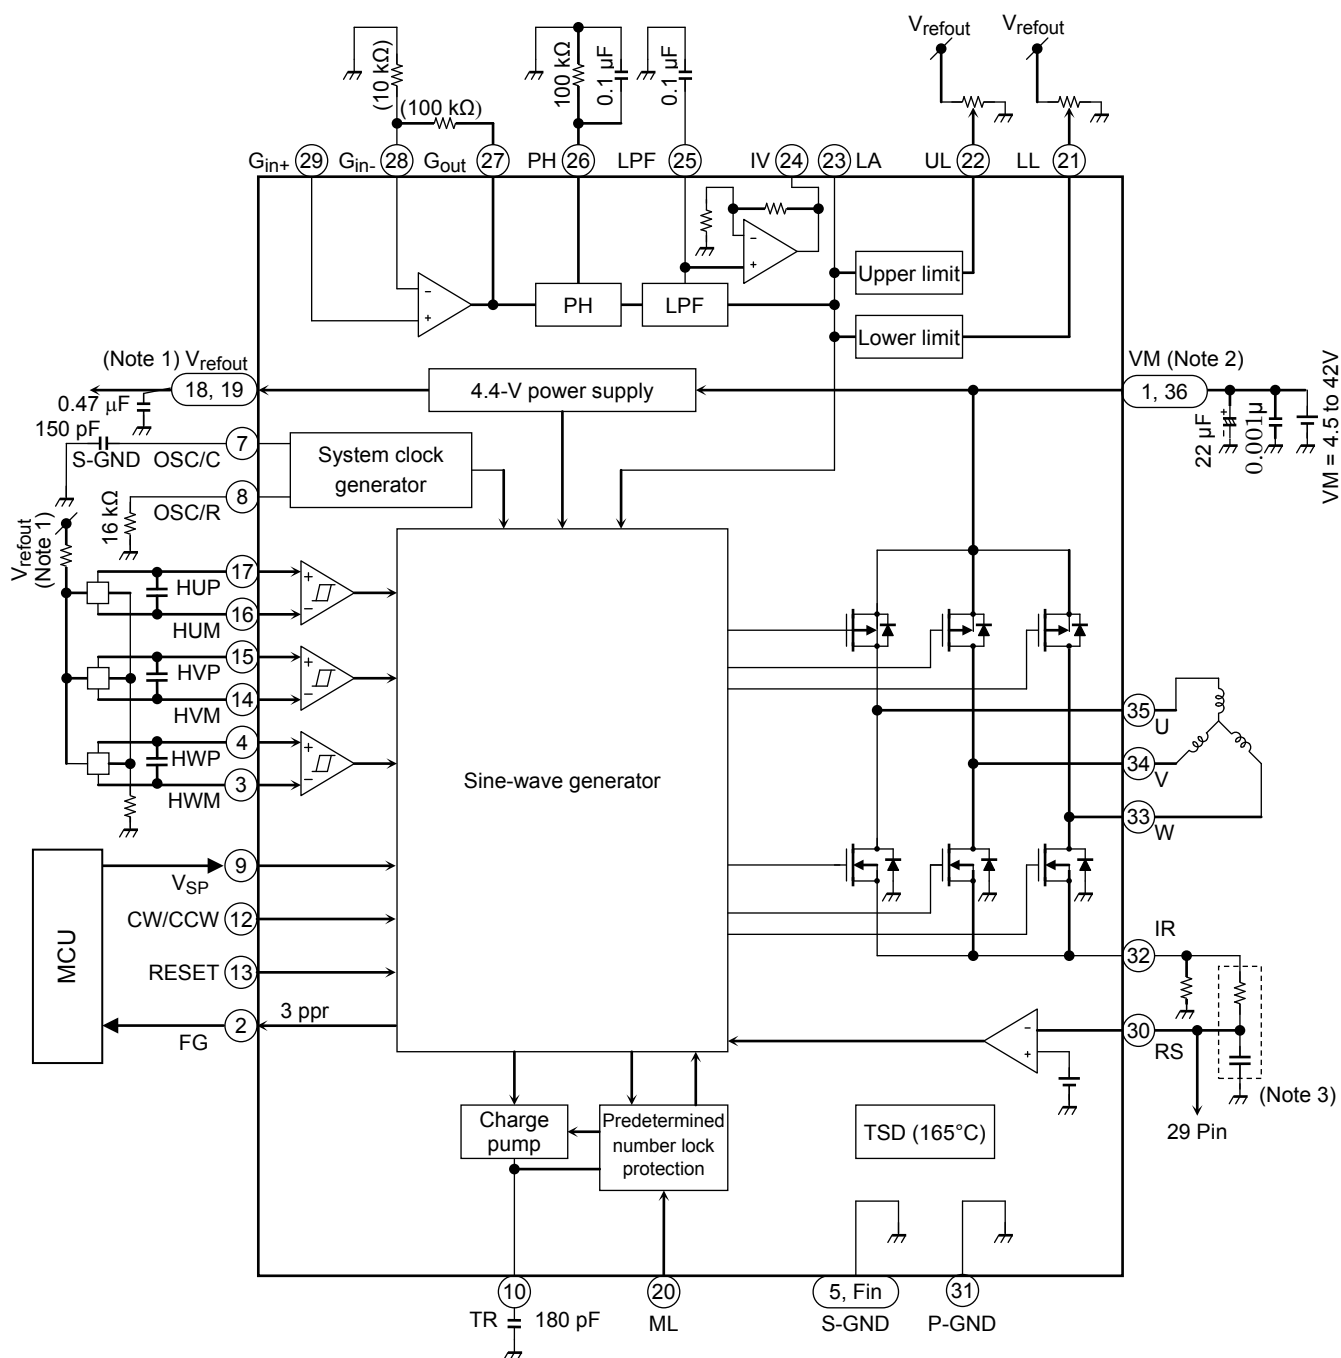 Vrefout
Vrefout
(10 kΩ)
(100 kΩ)
100 kΩ
0.1 µF
0.1 µF
Gin+ 29
Gin- 28
Gout 27
PH 26
LPF 25
IV 24
23 LA
UL 22
LL 21
-
+
-
+
PH
LPF
Upper limit
Lower limit
(Note 1) Vrefout
18, 19
4.4-V power supply
VM (Note 2)
1, 36
0.47 µF
22 µF
+
0.001µ
VM = 4.5 to 42V
150 pF
S-GND
OSC/C
7
System clock
generator
8
OSC/R
16 kΩ
Vrefout
(Note 1)
17
HUP
16
HUM
+
-
15
HVP
14
HVM
+
-
4
HWP
3
HWM
+
-
Sine-wave generator
35
U
34
V
33
W
MCU
9
VSP
CW/CCW 12
RESET 13
2
FG
3 ppr
IR
32
30
RS
-
+
(Note 3)
29 Pin
Charge
pump
Predetermined
number lock
protection
TSD (165°C)
10
TR
180 pF
20
ML
5, Fin
S-GND
31
P-GND